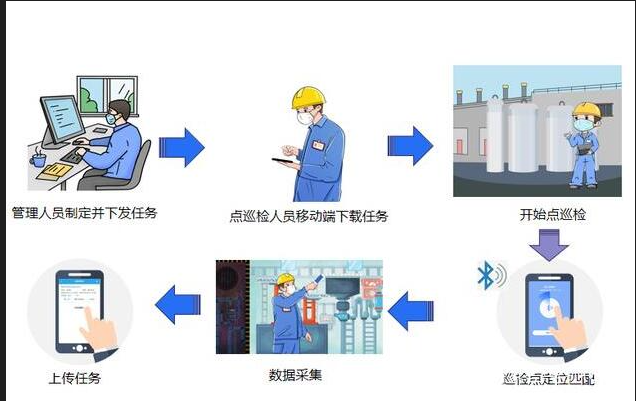 管理人员制定并下发任务
点巡检人员移动端下载任务
开始点巡检
上传任务
数据采集
巡检点定位匹配